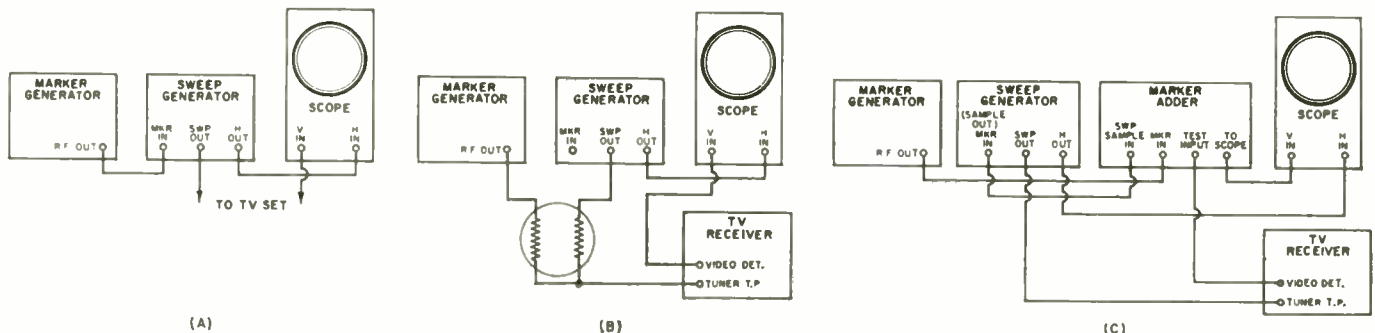 MARKER
GENERATOR
RF OUT
SWEEP
GENERATOR
MKR
IN
SWP
OUT
H
OUT
SCOPE
V
IN
H
IN
TO TV SET
(A)
MARKER
GENERATOR
RF OUT
SWEEP
GENERATOR
MKR
IN
SWP
OUT
H
OUT
SCOPE
V
IN
H
IN
TV
RECEIVER
VIDEO DET.
TUNER T.P.
(B)
MARKER
GENERATOR
RF OUT
SWEEP
GENERATOR
(SAMPLE
OUT)
MKR
IN
SWP
OUT
H
OUT
MARKER
ADDER
SWP
SAMPLE
IN
MKR
IN
TEST
INPUT
TO
SCOPE
SCOPE
V
IN
H
IN
TV
RECEIVER
VIDEO DET.
TUNER T.P.
(C)